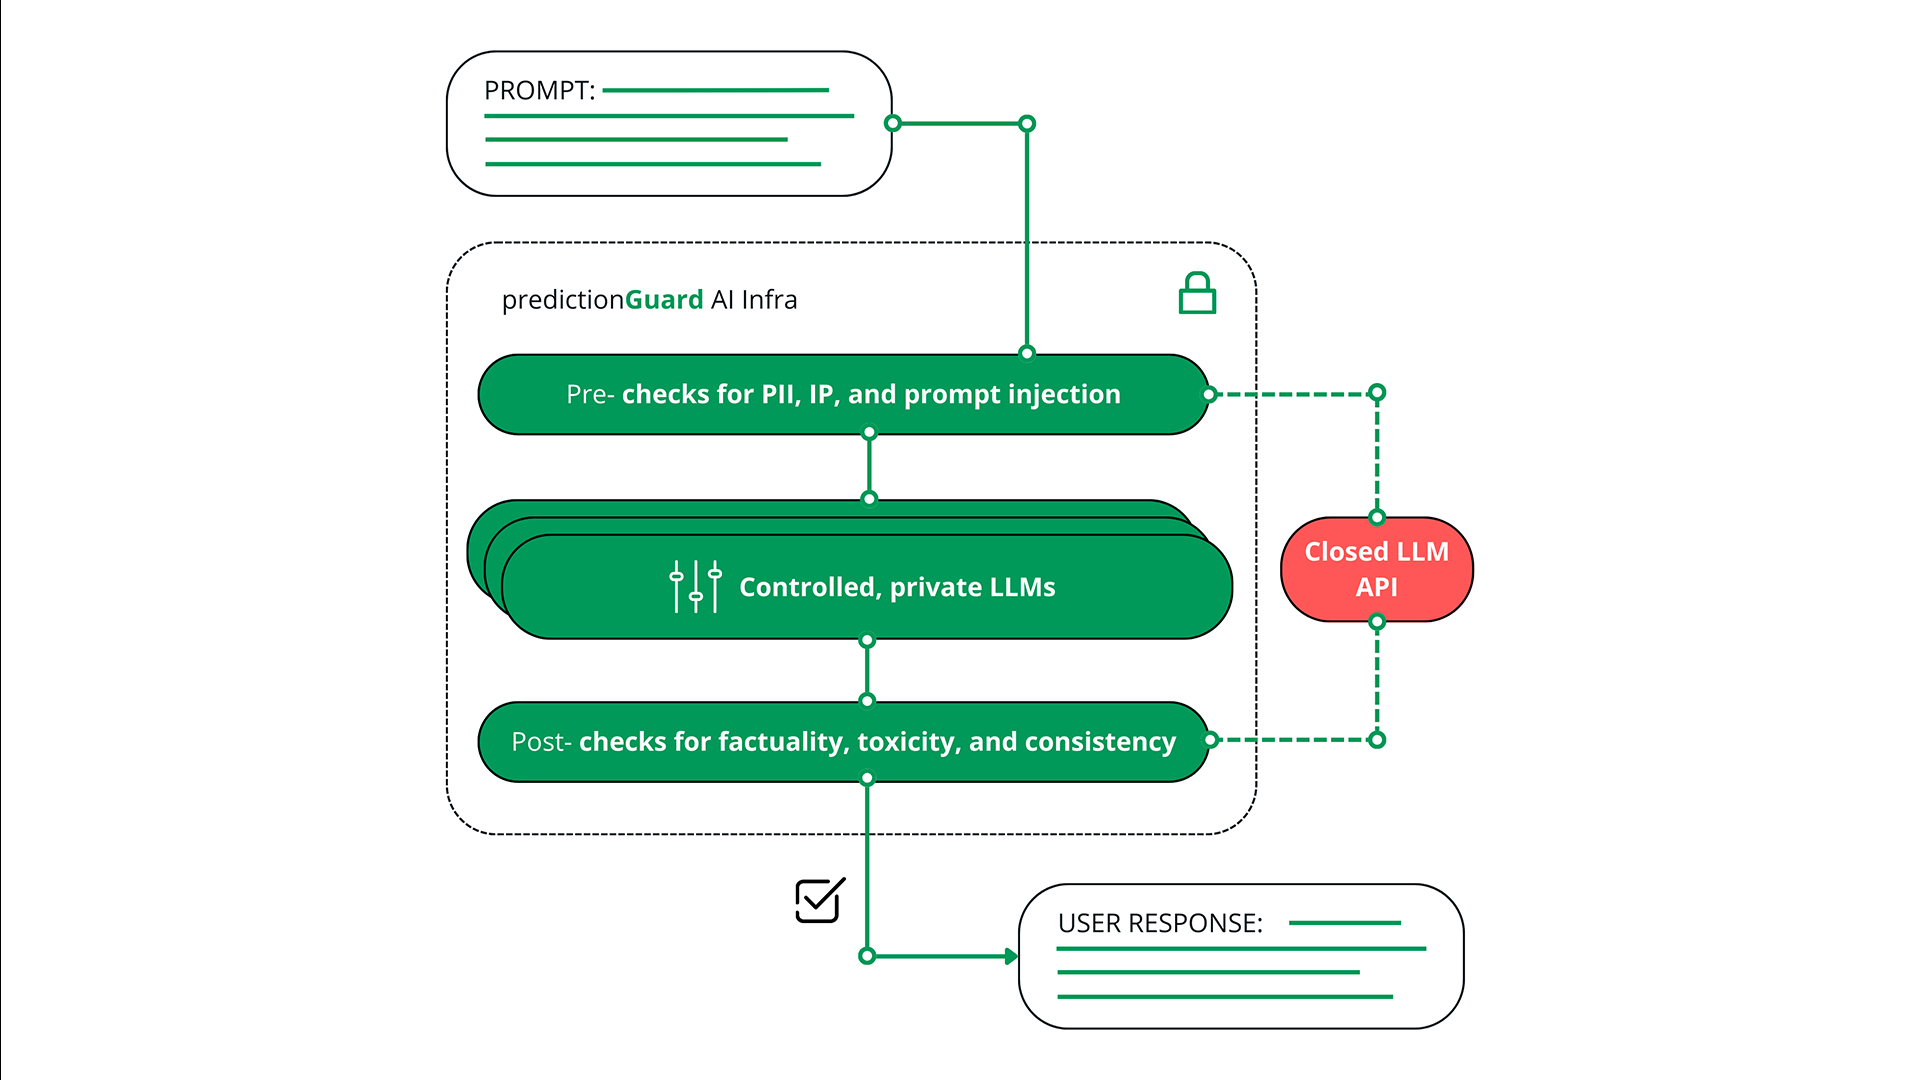 PROMPT:
predictionGuard AI Infra
Pre- checks for PII, IP, and prompt injection
Controlled, private LLMs
Closed LLM
API
Post- checks for factuality, toxicity, and consistency
USER RESPONSE: